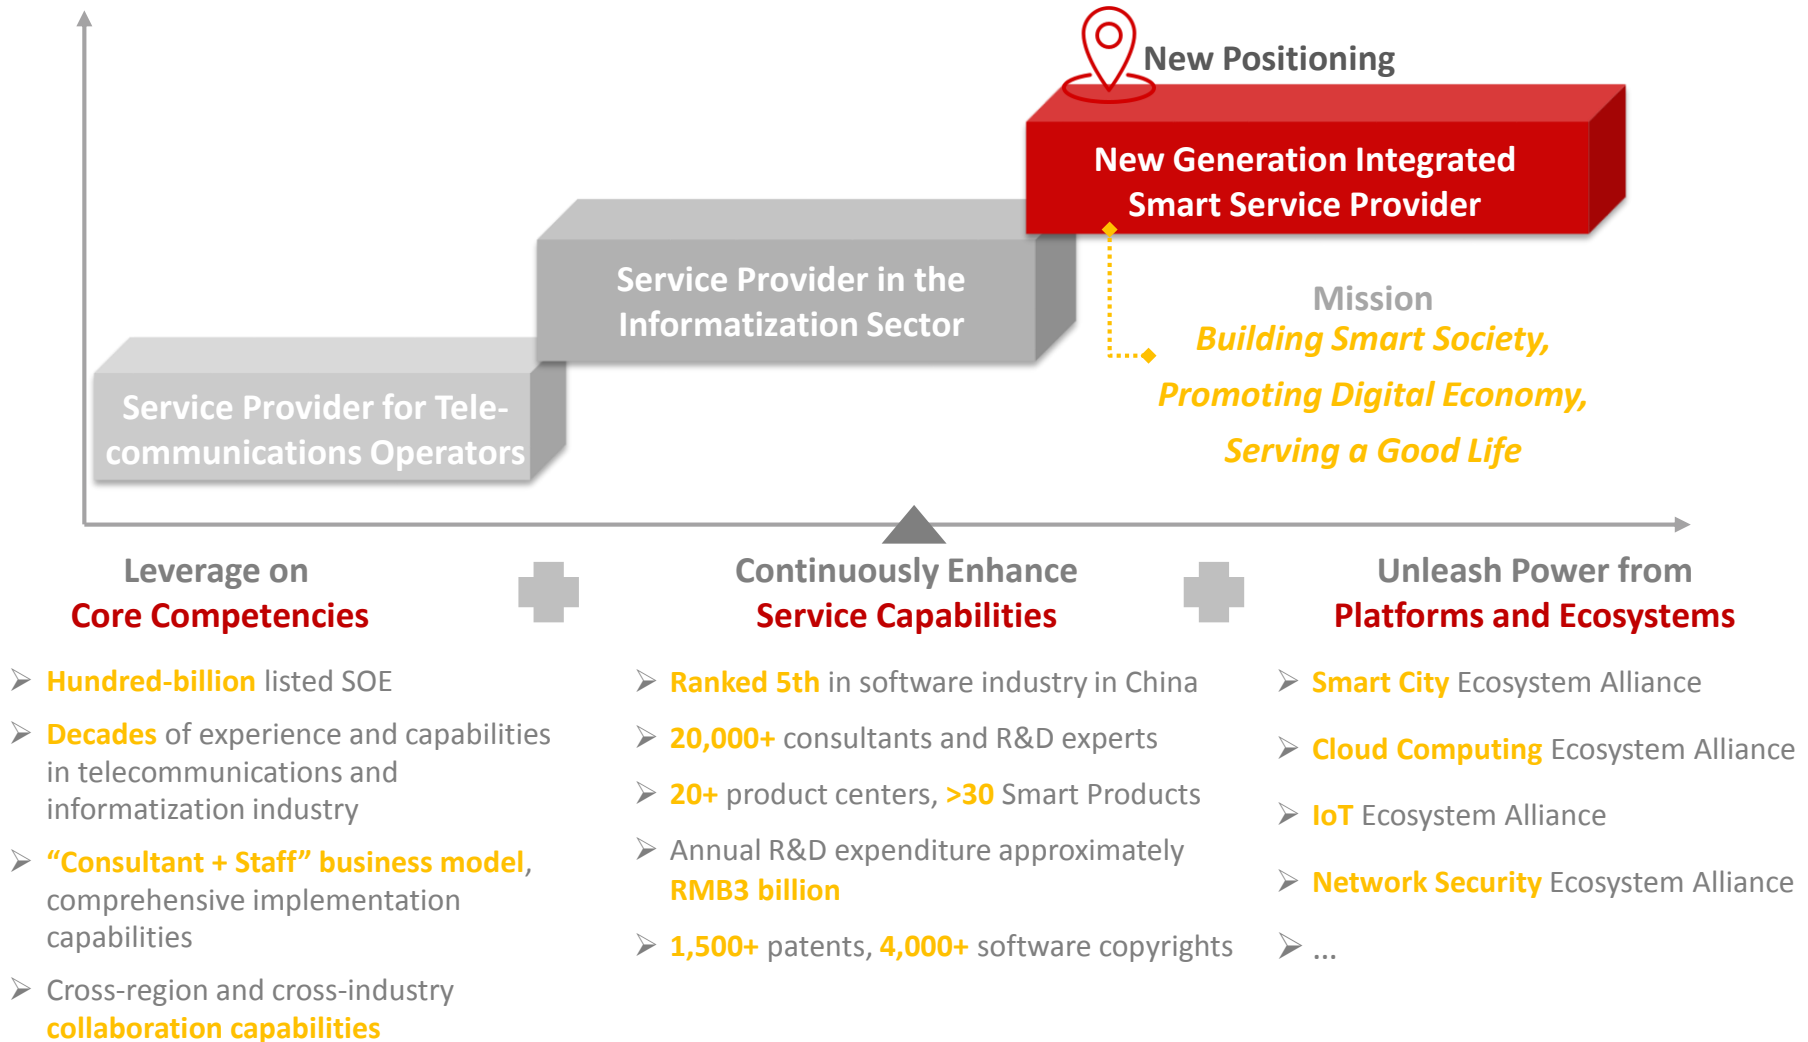 New Positioning
New Generation Integrated
Smart Service Provider
Service Provider in the
Informatization Sector
Service Provider for Tele-
communications Operators
Mission
Building Smart Society,
Promoting Digital Economy,
Serving a Good Life
Leverage on
Core Competencies
➢ Hundred-billion listed SOE
➢ Decades of experience and capabilities
in telecommunications and
informatization industry
➢ “Consultant + Staff” business model,
comprehensive implementation
capabilities
➢ Cross-region and cross-industry
collaboration capabilities
Continuously Enhance
Service Capabilities
➢ Ranked 5th in software industry in China
➢ 20,000+ consultants and R&D experts
➢ 20+ product centers, >30 Smart Products
➢ Annual R&D expenditure approximately
RMB3 billion
➢ 1,500+ patents, 4,000+ software copyrights
Unleash Power from
Platforms and Ecosystems
➢ Smart City Ecosystem Alliance
➢ Cloud Computing Ecosystem Alliance
➢ IoT Ecosystem Alliance
➢ Network Security Ecosystem Alliance
➢ ...